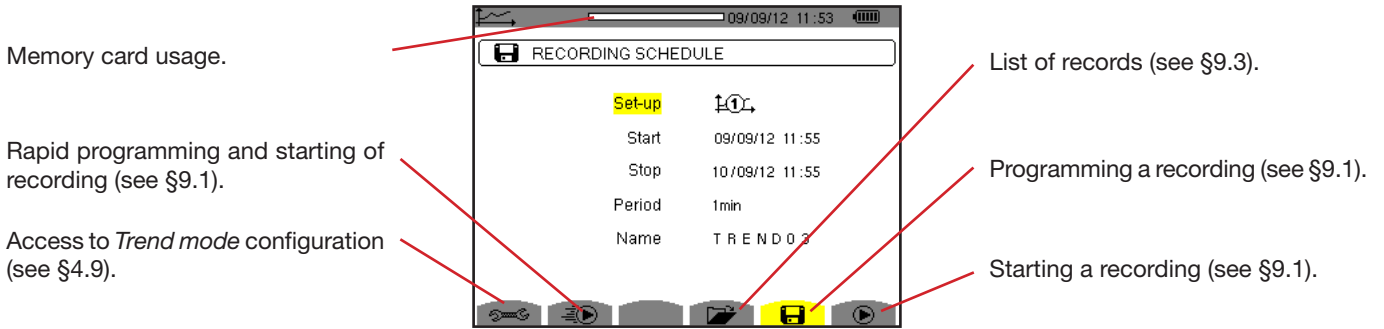 09/09/12 11:53
Memory card usage.
RECORDING SCHEDULE
List of records (see §9.3).
Set-up 1
Start 09/09/12 11:55
Rapid programming and starting of
recording (see §9.1).
Stop 10/09/12 11:55
Programming a recording (see §9.1).
Period 1min
Name TREND03
Access to Trend mode configuration
(see §4.9).
Starting a recording (see §9.1).